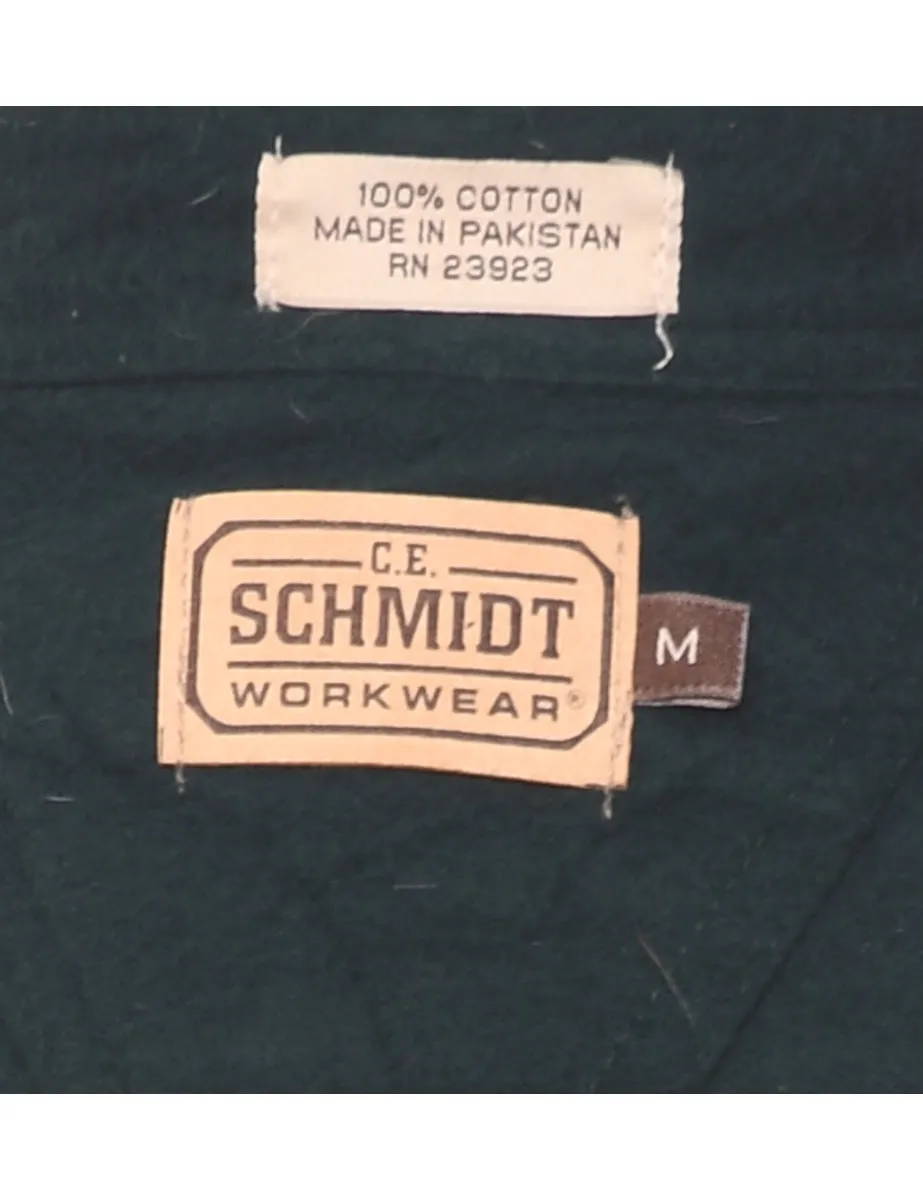 100% COTTON
MADE IN PAKISTAN
RN 23923
C.E.
SCHMIDT
WORKWEAR®
M